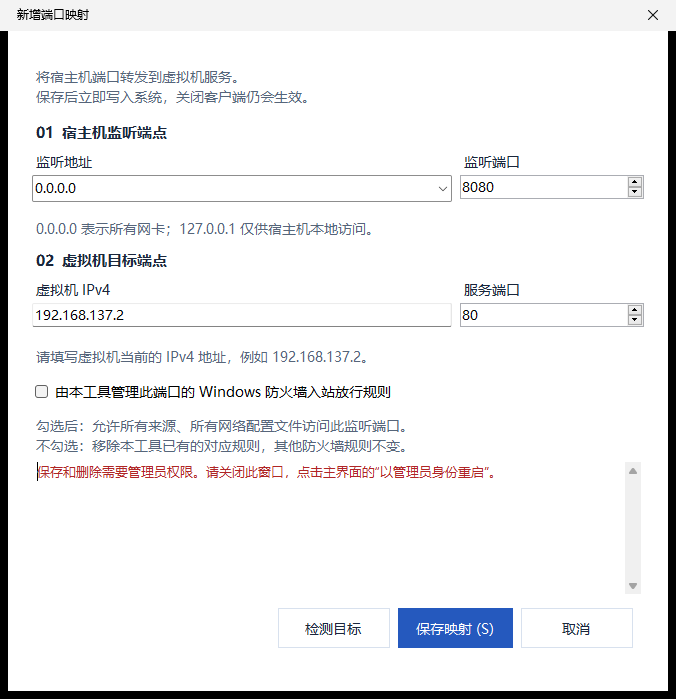 新增端口映射
将宿主机端口转发到虚拟机服务。
保存后立即写入系统，关闭客户端仍会生效。
01 宿主机监听端点
监听地址 监听端口
0.0.0.0 8080
0.0.0.0 表示所有网卡；127.0.0.1 仅供宿主机本地访问。
02 虚拟机目标端点
虚拟机 IPv4 服务端口
192.168.137.2 80
请填写虚拟机当前的 IPv4 地址，例如 192.168.137.2。
由本工具管理此端口的 Windows 防火墙入站放行规则
勾选后：允许所有来源、所有网络配置文件访问此监听端口。
不勾选：移除本工具已有的对应规则，其他防火墙规则不变。
保存和删除需要管理员权限。请关闭此窗口，点击主界面的“以管理员身份重启”。
检测目标 保存映射 (S) 取消